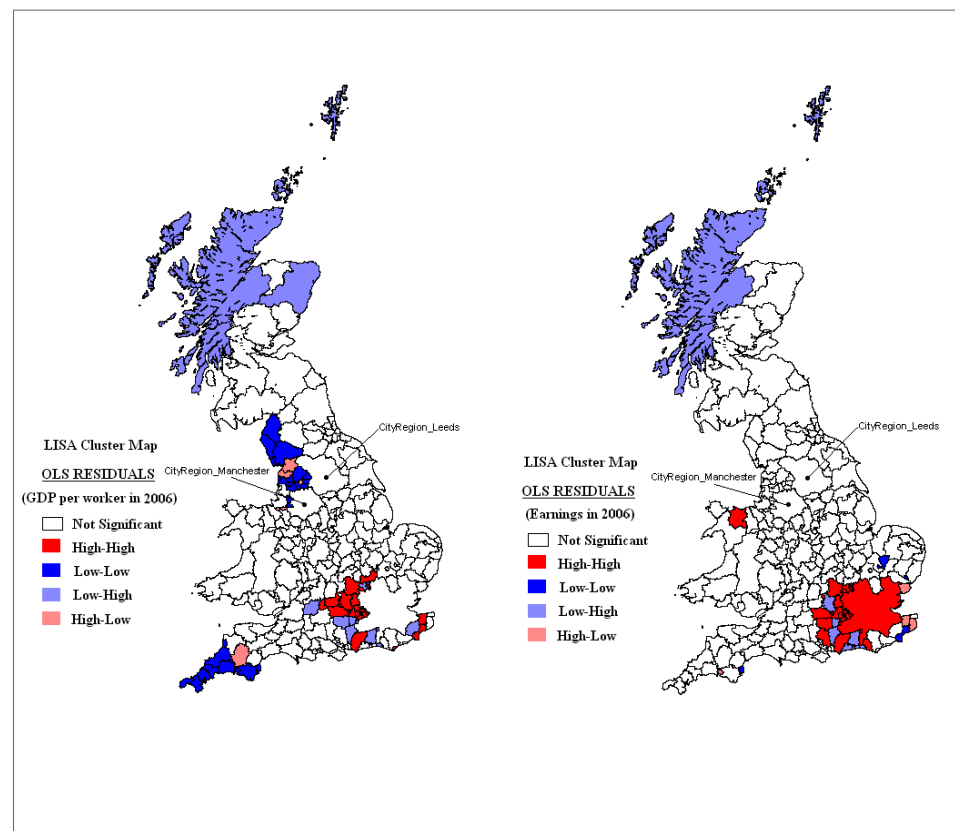 LISA Cluster Map
OLS RESIDUALS
(GDP per worker in 2006)
Not Significant
High-High
Low-Low
Low-High
High-Low
CityRegion_Leeds
CityRegion_Manchester
LISA Cluster Map
OLS RESIDUALS
(Earnings in 2006)
Not Significant
High-High
Low-Low
Low-High
High-Low
CityRegion_Leeds
CityRegion_Manchester